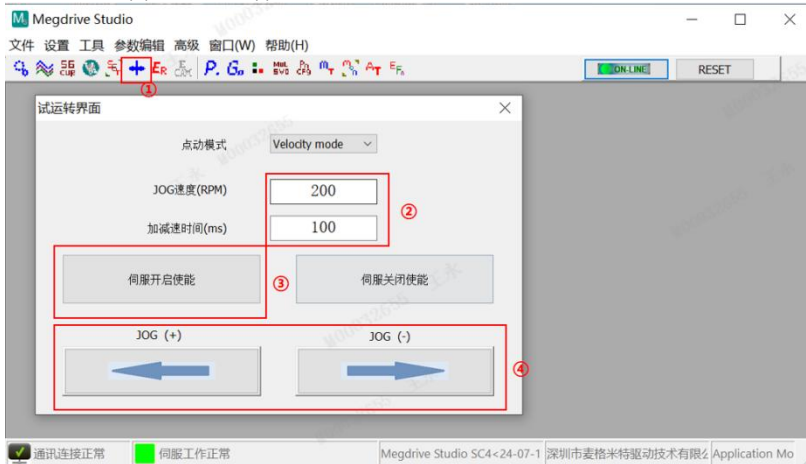 Megdrive Studio
文件 设置 工具 参数编辑 高级 窗口(W) 帮助(H)
ON-LINE RESET
①
试运转界面
点动模式 Velocity mode
JOG速度(RPM) 200
②
加减速时间(ms) 100
伺服开启使能 ③ 伺服关闭使能
JOG (+) JOG (-)
④
通讯连接正常 伺服工作正常 Megdrive Studio SC4<24-07-1 深圳市麦格米特驱动技术有限公 Application Mo